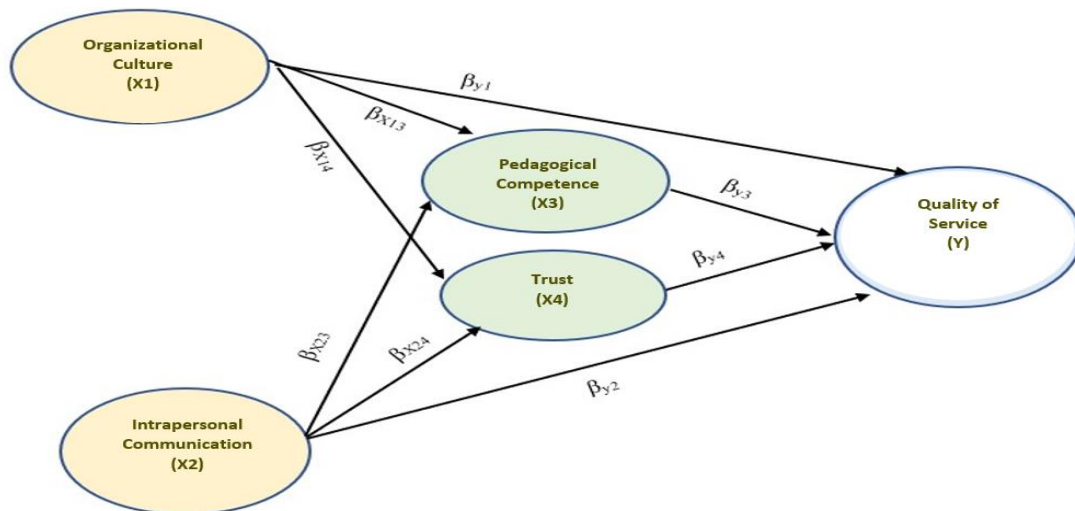 Organizational
Culture
(X1)
βy1
βX13
βX14
Pedagogical
Competence
(X3)
βy3
Quality of
Service
(Y)
Trust
(X4)
βy4
βX23
βX24
βy2
Intrapersonal
Communication
(X2)